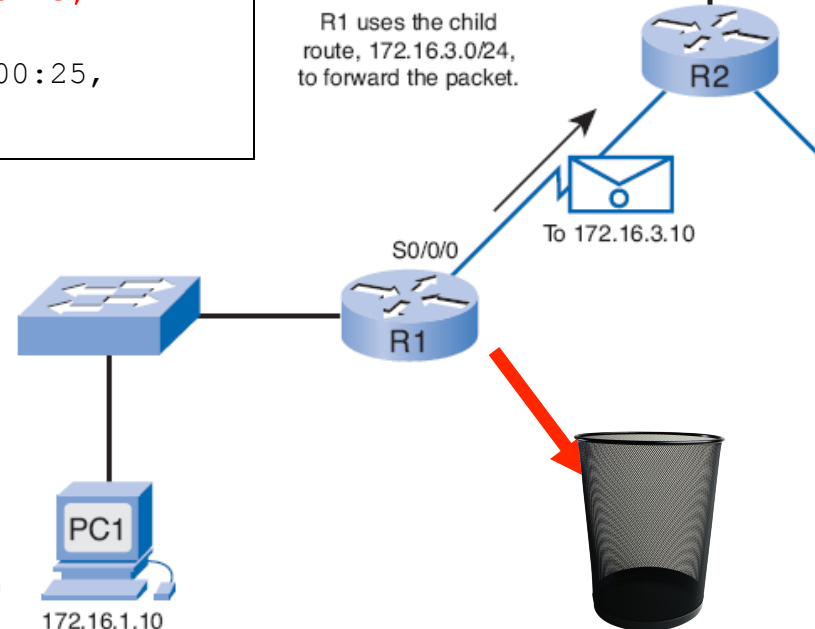 00:25,
R1 uses the child
route, 172.16.3.0/24,
to forward the packet.
R2
To 172.16.3.10
S0/0/0
R1
PC1
172.16.1.10